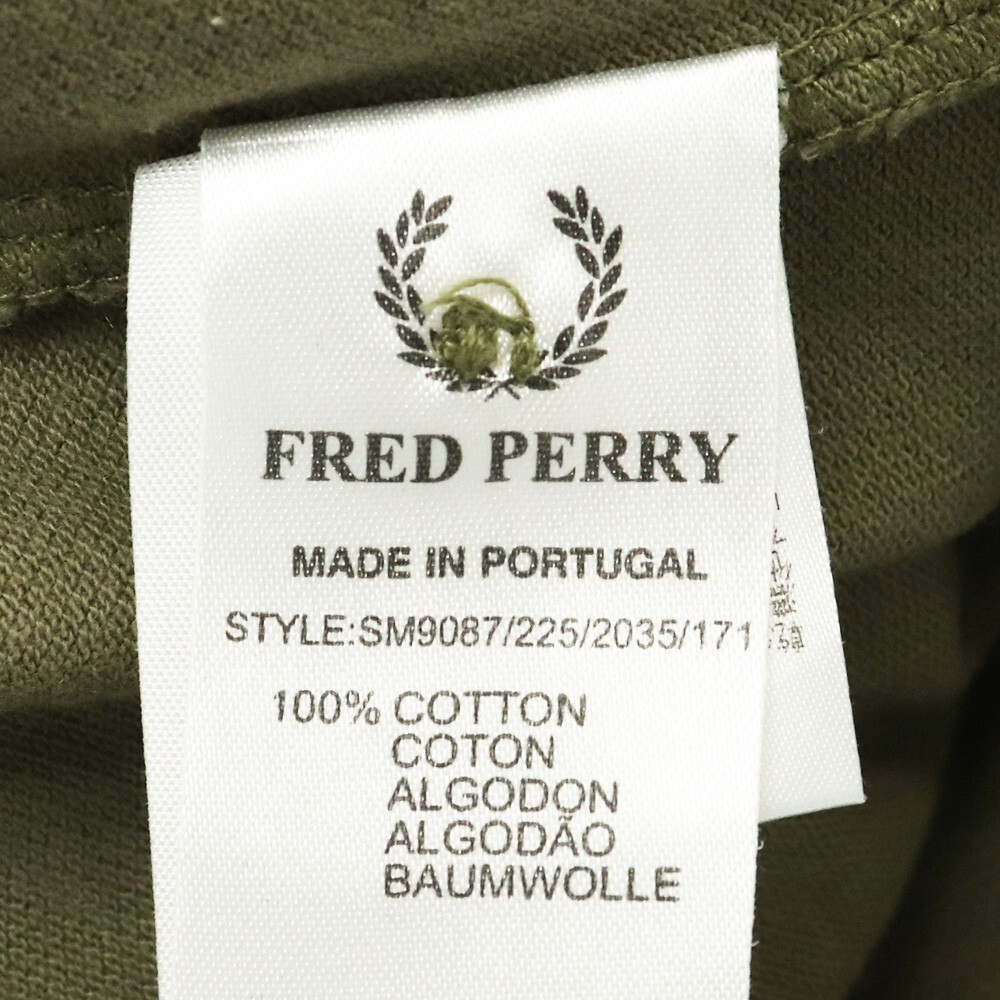 FRED PERRY
MADE IN PORTUGAL
STYLE:SM9087/225/2035/171
100% COTTON
COTON
ALGODON
ALGODÃO
BAUMWOLLE